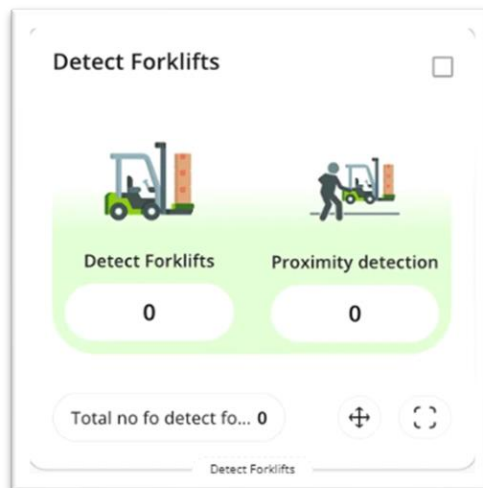 Detect Forklifts
Detect Forklifts Proximity detection
0 0
Total no fo detect fo... 0
Detect Forklifts